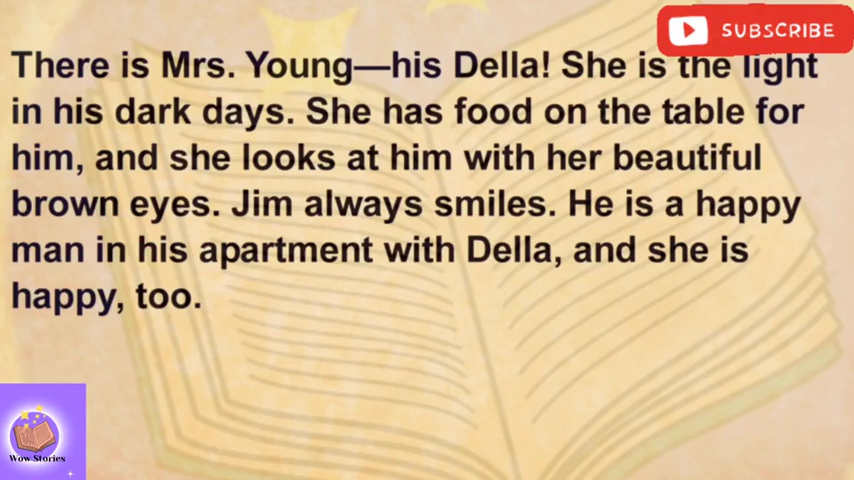 SUBSCRIBE
There is Mrs. Young—his Della! She is the light
in his dark days. She has food on the table for
him, and she looks at him with her beautiful
brown eyes. Jim always smiles. He is a happy
man in his apartment with Della, and she is
happy, too.
Wow Stories